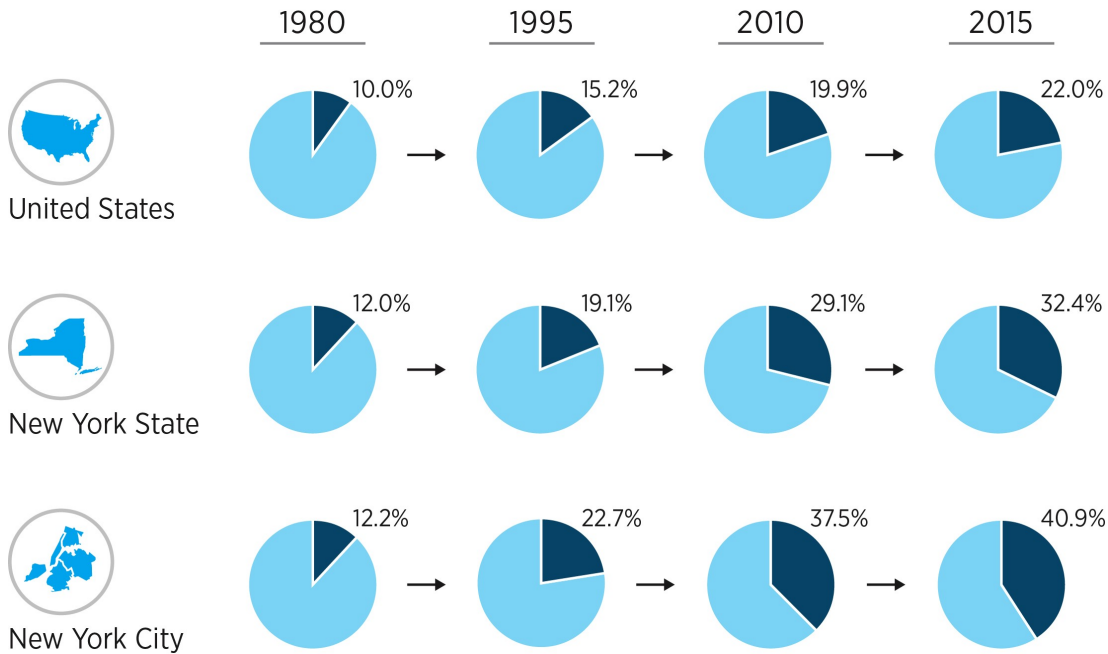 1980 1995 2010 2015
10.0% 15.2% 19.9% 22.0%
United States
12.0% 19.1% 29.1% 32.4%
New York State
12.2% 22.7% 37.5% 40.9%
New York City